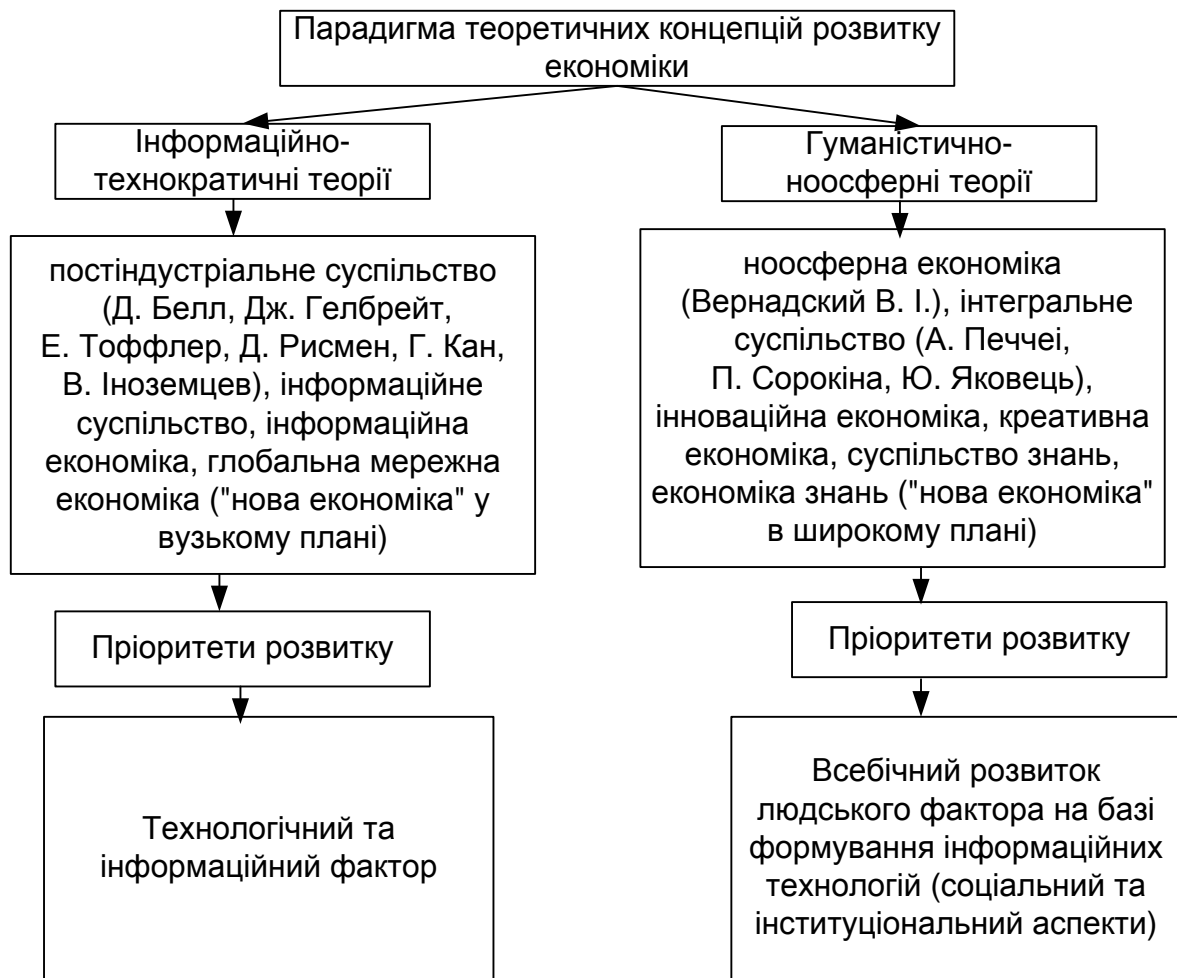 Парадигма теоретичних концепцій розвитку
економіки
Інформаційно-
технократичні теорії
Гуманістично-
ноосферні теорії
постіндустріальне суспільство
(Д. Белл, Дж. Гелбрейт,
Е. Тоффлер, Д. Рисмен, Г. Кан,
В. Іноземцев), інформаційне
суспільство, інформаційна
економіка, глобальна мережна
економіка ("нова економіка" у
вузькому плані)
ноосферна економіка
(Вернадский В. І.), інтегральне
суспільство (А. Печчеі,
П. Сорокіна, Ю. Яковець),
інноваційна економіка, креативна
економіка, суспільство знань,
економіка знань ("нова економіка"
в широкому плані)
Пріоритети розвитку
Пріоритети розвитку
Технологічний та
інформаційний фактор
Всебічний розвиток
людського фактора на базі
формування інформаційних
технологій (соціальний та
інституціональний аспекти)